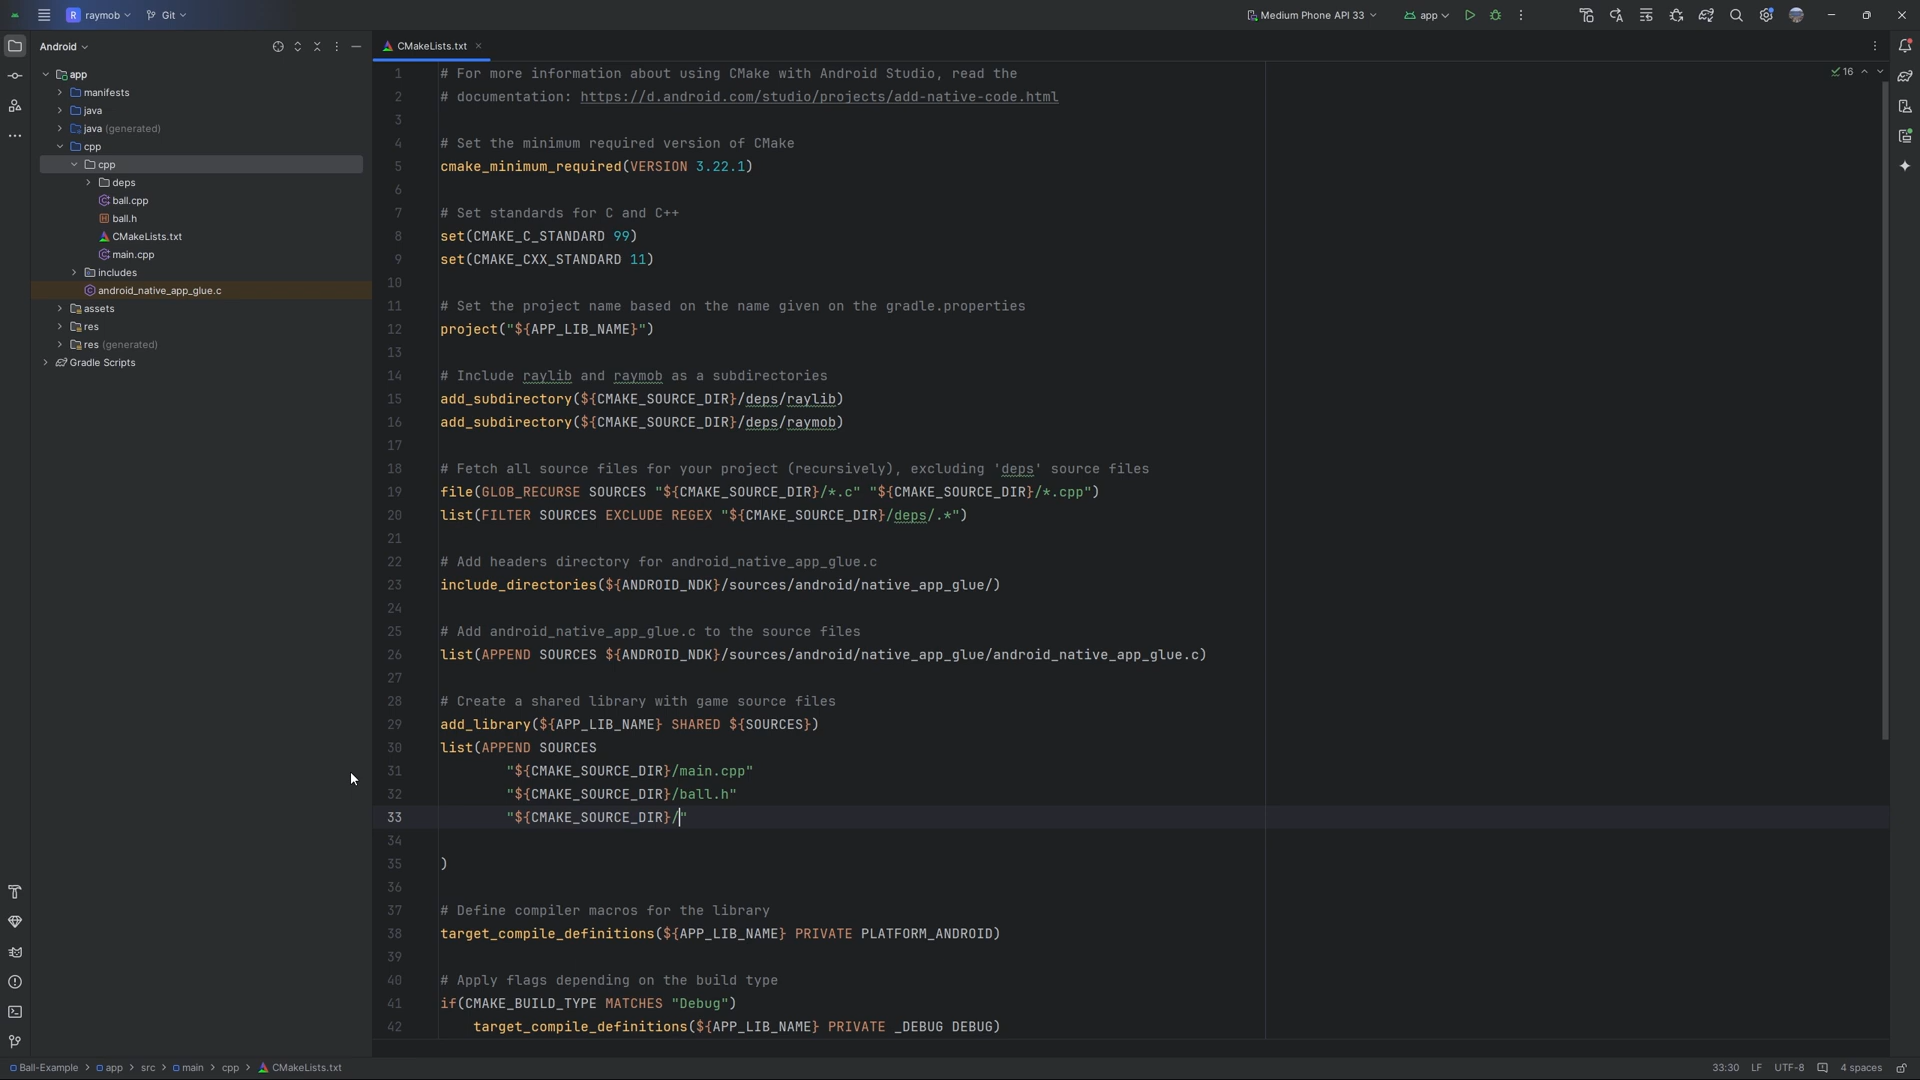 raymob
Git
Medium Phone API 33
app
Android
CMakeLists.txt
app
manifests
java
java (generated)
cpp
cpp
deps
ball.cpp
ball.h
CMakeLists.txt
main.cpp
includes
android_native_app_glue.c
assets
res
res (generated)
Gradle Scripts
16
1 # For more information about using CMake with Android Studio, read the
2 # documentation: https://d.android.com/studio/projects/add-native-code.html
3
4 # Set the minimum required version of CMake
5 cmake_minimum_required(VERSION 3.22.1)
6
7 # Set standards for C and C++
8 set(CMAKE_C_STANDARD 99)
9 set(CMAKE_CXX_STANDARD 11)
10
11 # Set the project name based on the name given on the gradle.properties
12 project("${APP_LIB_NAME}")
13
14 # Include raylib and raymob as a subdirectories
15 add_subdirectory(${CMAKE_SOURCE_DIR}/deps/raylib)
16 add_subdirectory(${CMAKE_SOURCE_DIR}/deps/raymob)
17
18 # Fetch all source files for your project (recursively), excluding 'deps' source files
19 file(GLOB_RECURSE SOURCES "${CMAKE_SOURCE_DIR}/*.c" "${CMAKE_SOURCE_DIR}/*.cpp")
20 list(FILTER SOURCES EXCLUDE REGEX "${CMAKE_SOURCE_DIR}/deps/.*")
21
22 # Add headers directory for android_native_app_glue.c
23 include_directories(${ANDROID_NDK}/sources/android/native_app_glue/)
24
25 # Add android_native_app_glue.c to the source files
26 list(APPEND SOURCES ${ANDROID_NDK}/sources/android/native_app_glue/android_native_app_glue.c)
27
28 # Create a shared library with game source files
29 add_library(${APP_LIB_NAME} SHARED ${SOURCES})
30 list(APPEND SOURCES
31 "${CMAKE_SOURCE_DIR}/main.cpp"
32 "${CMAKE_SOURCE_DIR}/ball.h"
33 "${CMAKE_SOURCE_DIR}/"
34
35 )
36
37 # Define compiler macros for the library
38 target_compile_definitions(${APP_LIB_NAME} PRIVATE PLATFORM_ANDROID)
39
40 # Apply flags depending on the build type
41 if(CMAKE_BUILD_TYPE MATCHES "Debug")
42 target_compile_definitions(${APP_LIB_NAME} PRIVATE _DEBUG DEBUG)
Ball-Example > app > src > main > cpp > CMakeLists.txt
33:30 LF UTF-8 4 spaces